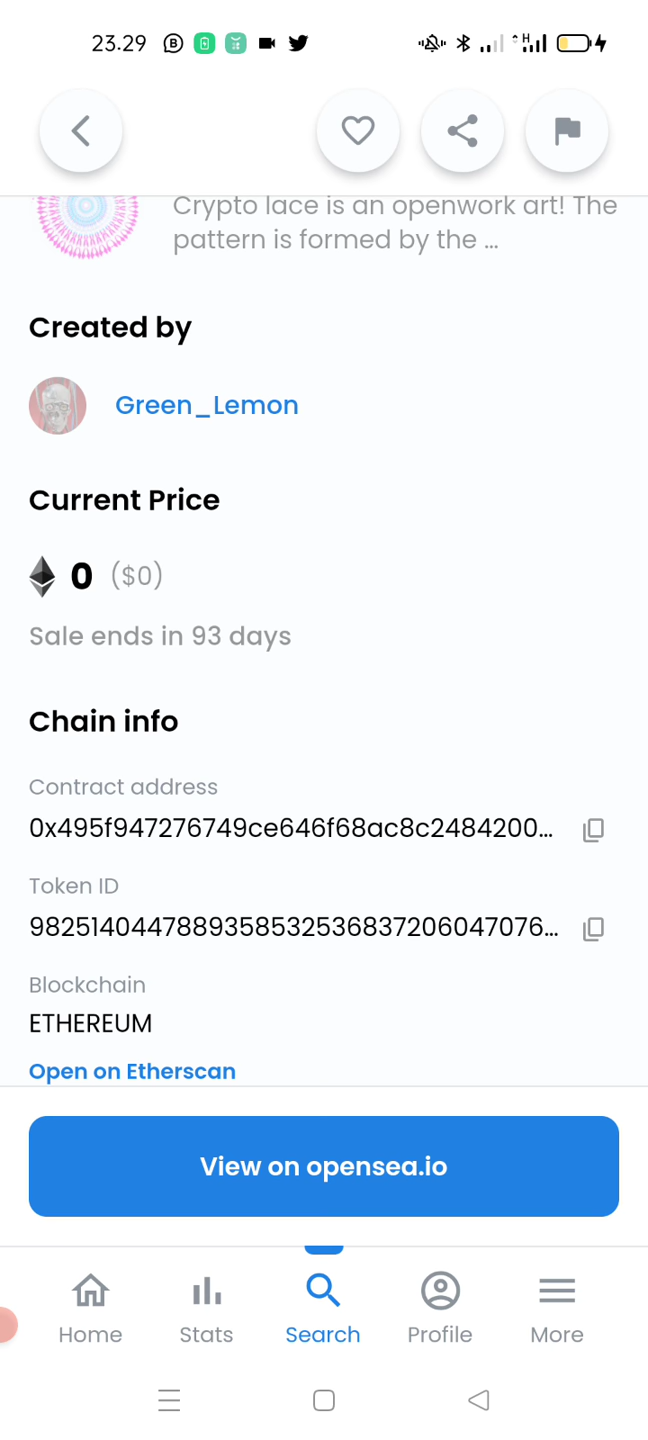 23.29
Crypto lace is an openwork art! The
pattern is formed by the ...
Created by
Green_Lemon
Current Price
0 ($0)
Sale ends in 93 days
Chain info
Contract address
0x495f947276749ce646f68ac8c2484200...
Token ID
9825140447889358532536837206047076...
Blockchain
ETHEREUM
Open on Etherscan
View on opensea.io
Home Stats Search Profile More